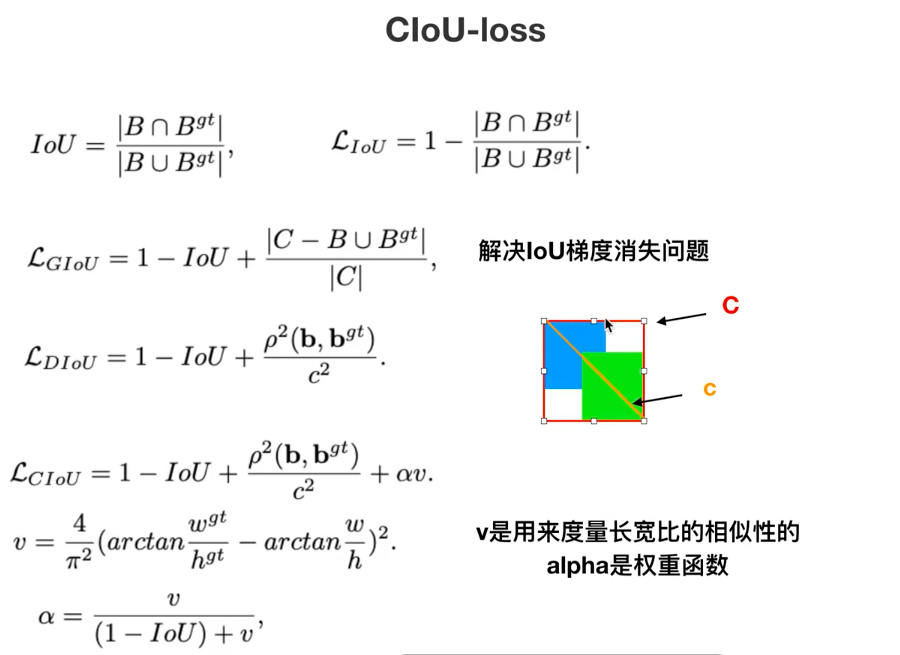 CIoU-loss
$IoU = \frac{|B \cap B^{gt}|}{|B \cup B^{gt}|},$
$\mathcal{L}_{IoU} = 1 - \frac{|B \cap B^{gt}|}{|B \cup B^{gt}|}.$
$\mathcal{L}_{GIoU} = 1 - IoU + \frac{|C - B \cup B^{gt}|}{|C|},$
解决IoU梯度消失问题
C
$\mathcal{L}_{DIoU} = 1 - IoU + \frac{\rho^2(\mathbf{b}, \mathbf{b}^{gt})}{c^2}.$
c
$\mathcal{L}_{CIoU} = 1 - IoU + \frac{\rho^2(\mathbf{b}, \mathbf{b}^{gt})}{c^2} + \alpha v.$
$v = \frac{4}{\pi^2}(arctan\frac{w^{gt}}{h^{gt}} - arctan\frac{w}{h})^2.$
v是用来度量长宽比的相似性的
alpha是权重函数
$\alpha = \frac{v}{(1 - IoU) + v},$